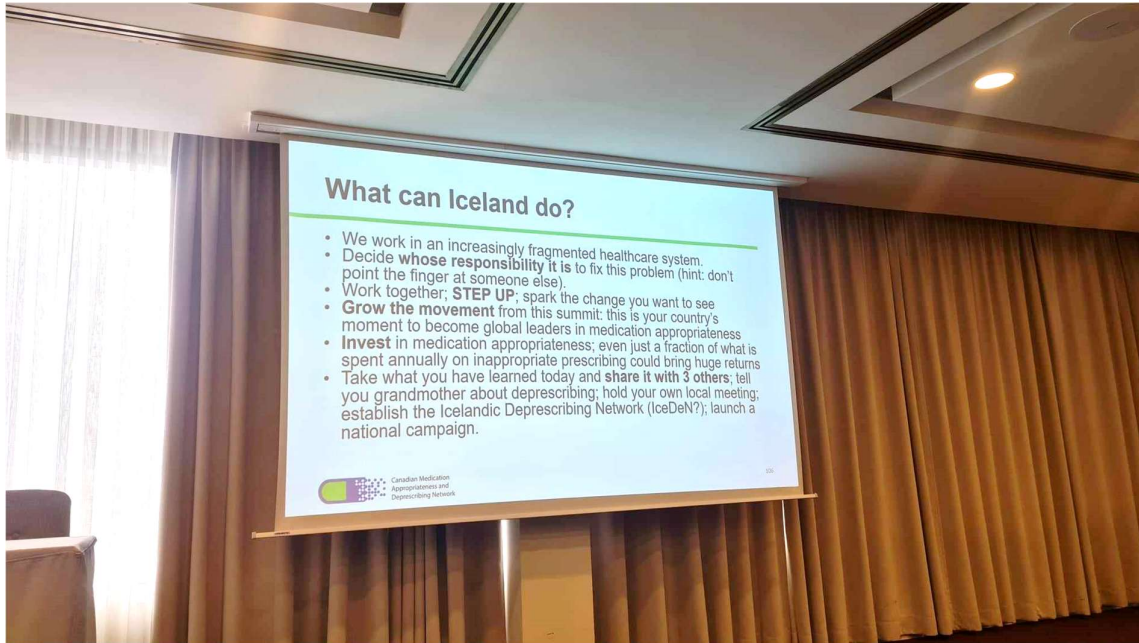 What can Iceland do?
• We work in an increasingly fragmented healthcare system.
• Decide whose responsibility it is to fix this problem (hint: don't
point the finger at someone else).
• Work together; STEP UP; spark the change you want to see
• Grow the movement from this summit: this is your country's
moment to become global leaders in medication appropriateness
• Invest in medication appropriateness; even just a fraction of what is
spent annually on inappropriate prescribing could bring huge returns
• Take what you have learned today and share it with 3 others; tell
you grandmother about deprescribing; hold your own local meeting;
establish the Icelandic Deprescribing Network (IceDeN?); launch a
national campaign.
Canadian Medication
Appropriateness and
Deprescribing Network